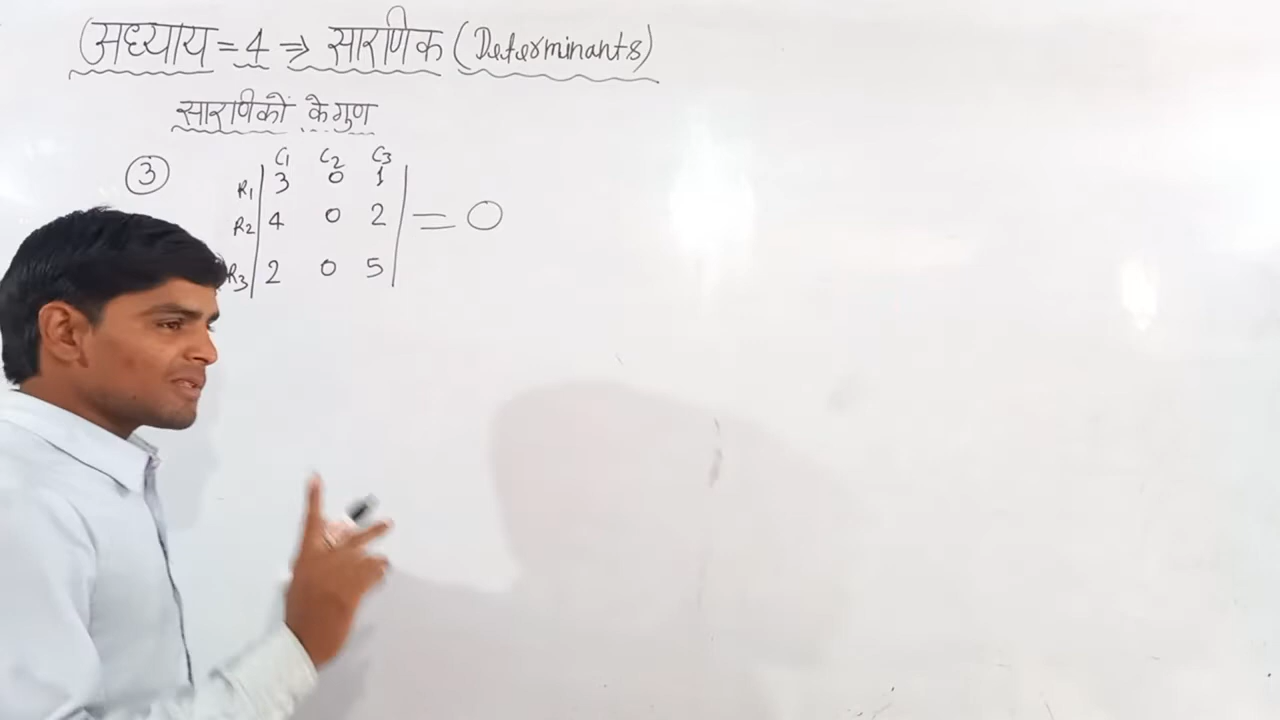 (अध्याय = 4 ⇒ सारणिक (Determinants)
सारणिकों के गुण
③
C₁ C₂ C₃
R₁ | 3 0 1 |
R₂ | 4 0 2 | = 0
R₃ | 2 0 5 |